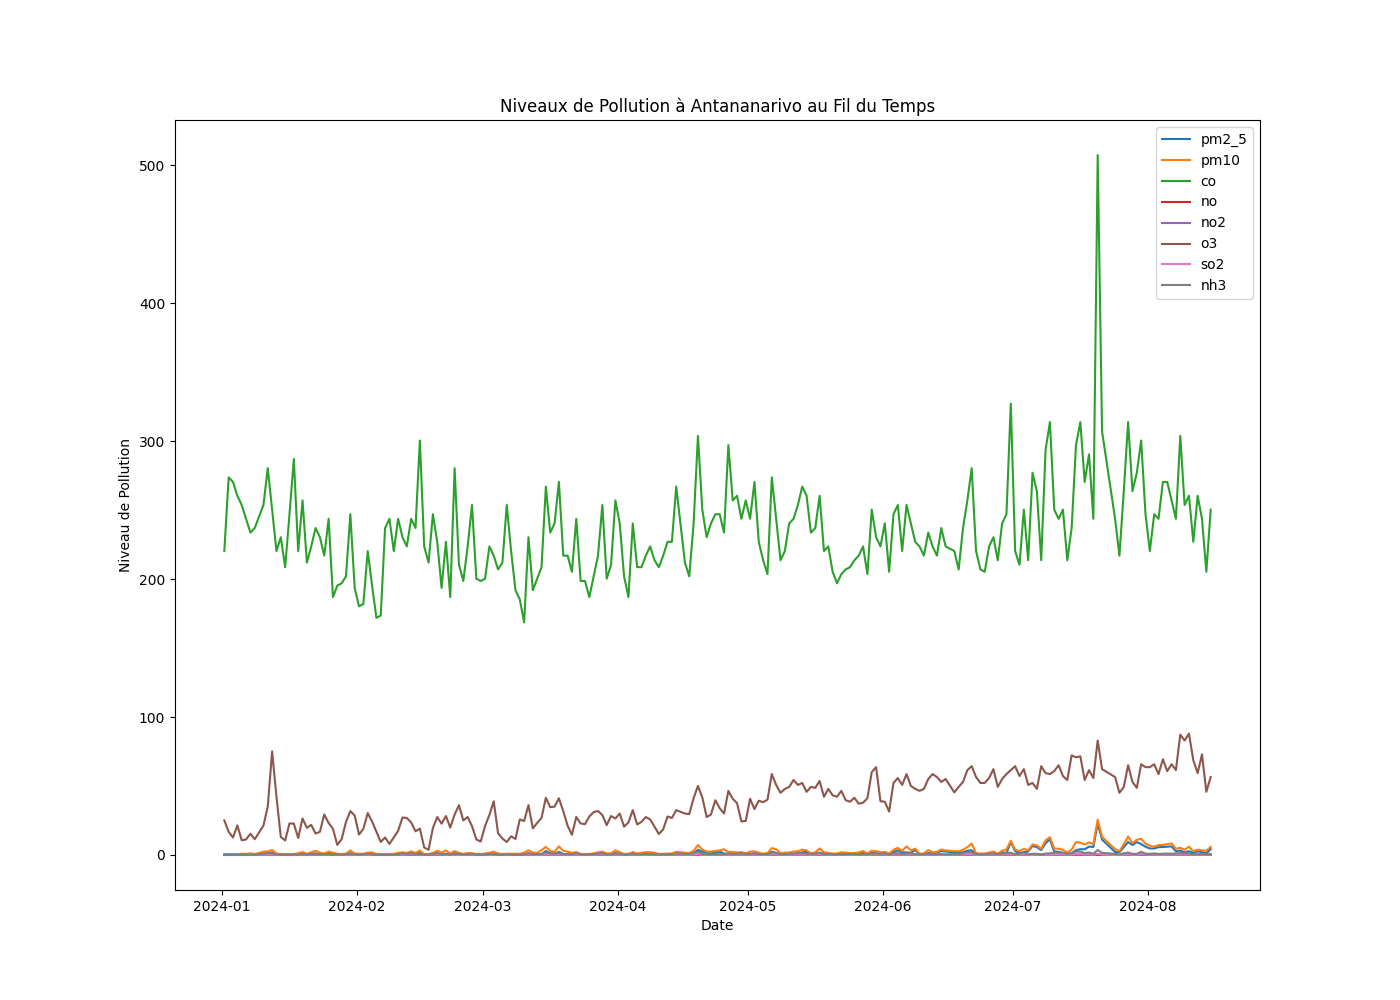 Niveaux de Pollution à Antananarivo au Fil du Temps
pm2_5
pm10
co
no
no2
o3
so2
nh3
500
400
300
200
100
0
Niveau de Pollution
2024-01 2024-02 2024-03 2024-04 2024-05 2024-06 2024-07 2024-08
Date